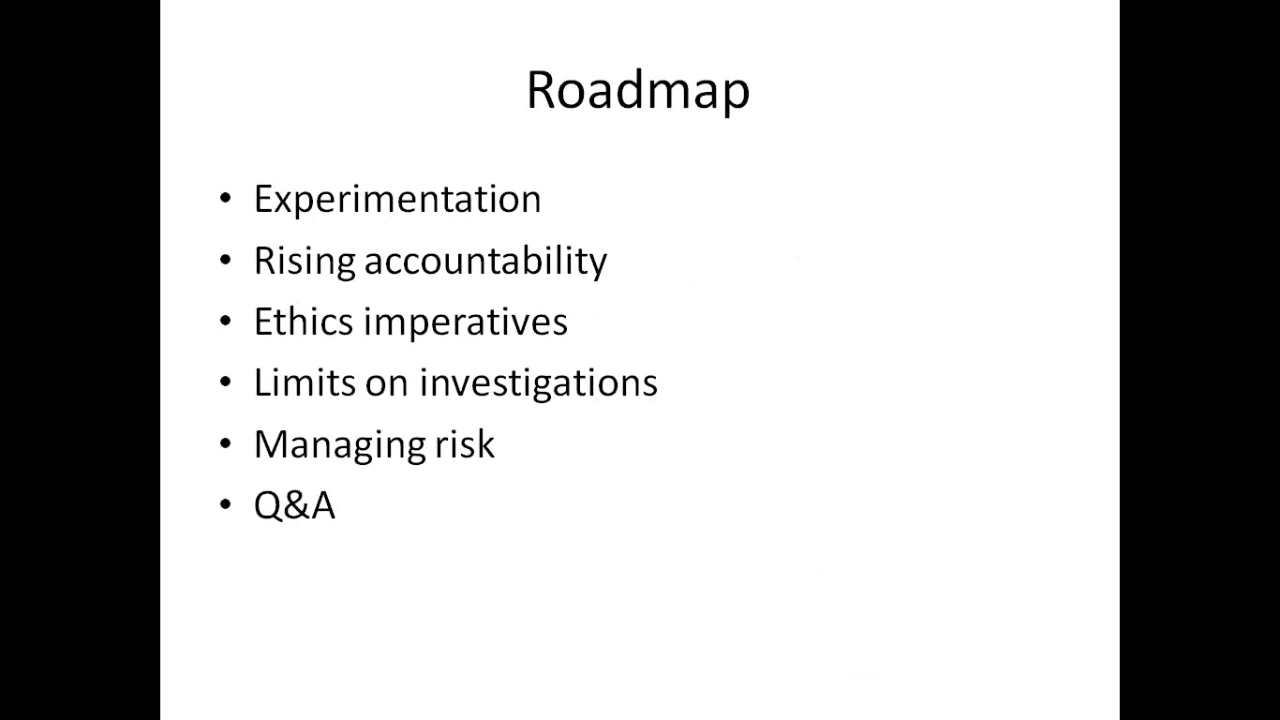 Roadmap
• Experimentation
• Rising accountability
• Ethics imperatives
• Limits on investigations
• Managing risk
• Q&A